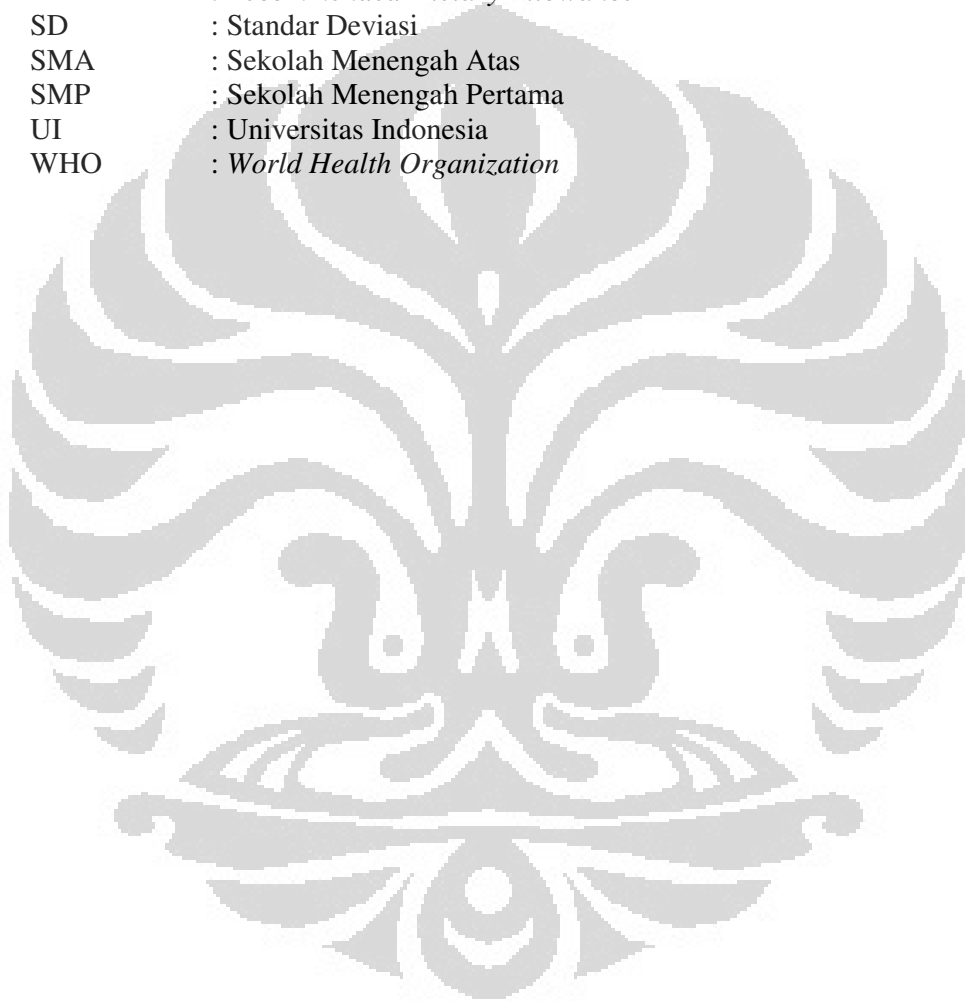 SD : Standar Deviasi
SMA : Sekolah Menengah Atas
SMP : Sekolah Menengah Pertama
UI : Universitas Indonesia
WHO : World Health Organization